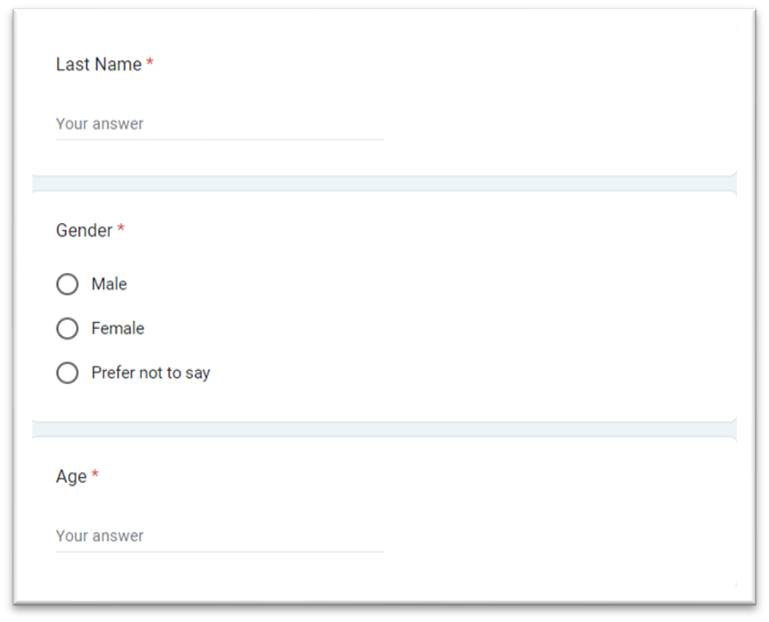 Last Name *
Your answer
Gender *
Male
Female
Prefer not to say
Age *
Your answer